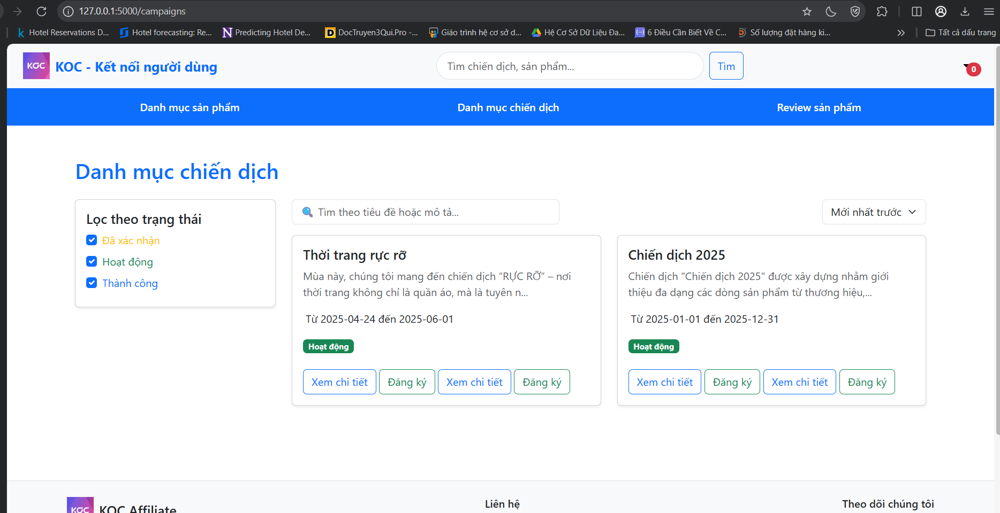 127.0.0.1:5000/campaigns
Hotel Reservations D...
Hotel forecasting: Re...
Predicting Hotel De...
DocTruyen3Qui.Pro -...
Giáo trình hệ cơ sở d...
Hệ Cơ Sở Dữ Liệu Đa...
6 Điều Cần Biết Về C...
Số lượng đặt hàng ki...
Tất cả dấu trang
KOC
KOC - Kết nối người dùng
Tìm chiến dịch, sản phẩm...
Tìm
0
Danh mục sản phẩm
Danh mục chiến dịch
Review sản phẩm
Danh mục chiến dịch
Lọc theo trạng thái
Đã xác nhận
Hoạt động
Thành công
Tìm theo tiêu đề hoặc mô tả...
Mới nhất trước
Thời trang rực rỡ
Mùa này, chúng tôi mang đến chiến dịch “RỰC RỠ” – nơi
thời trang không chỉ là quần áo, mà là tuyên n...
Từ 2025-04-24 đến 2025-06-01
Hoạt động
Xem chi tiết
Đăng ký
Xem chi tiết
Đăng ký
Chiến dịch 2025
Chiến dịch "Chiến dịch 2025" được xây dựng nhằm giới
thiệu đa dạng các dòng sản phẩm từ thương hiệu,...
Từ 2025-01-01 đến 2025-12-31
Hoạt động
Xem chi tiết
Đăng ký
Xem chi tiết
Đăng ký
KOC
KOC Affiliate
Liên hệ
Theo dõi chúng tôi